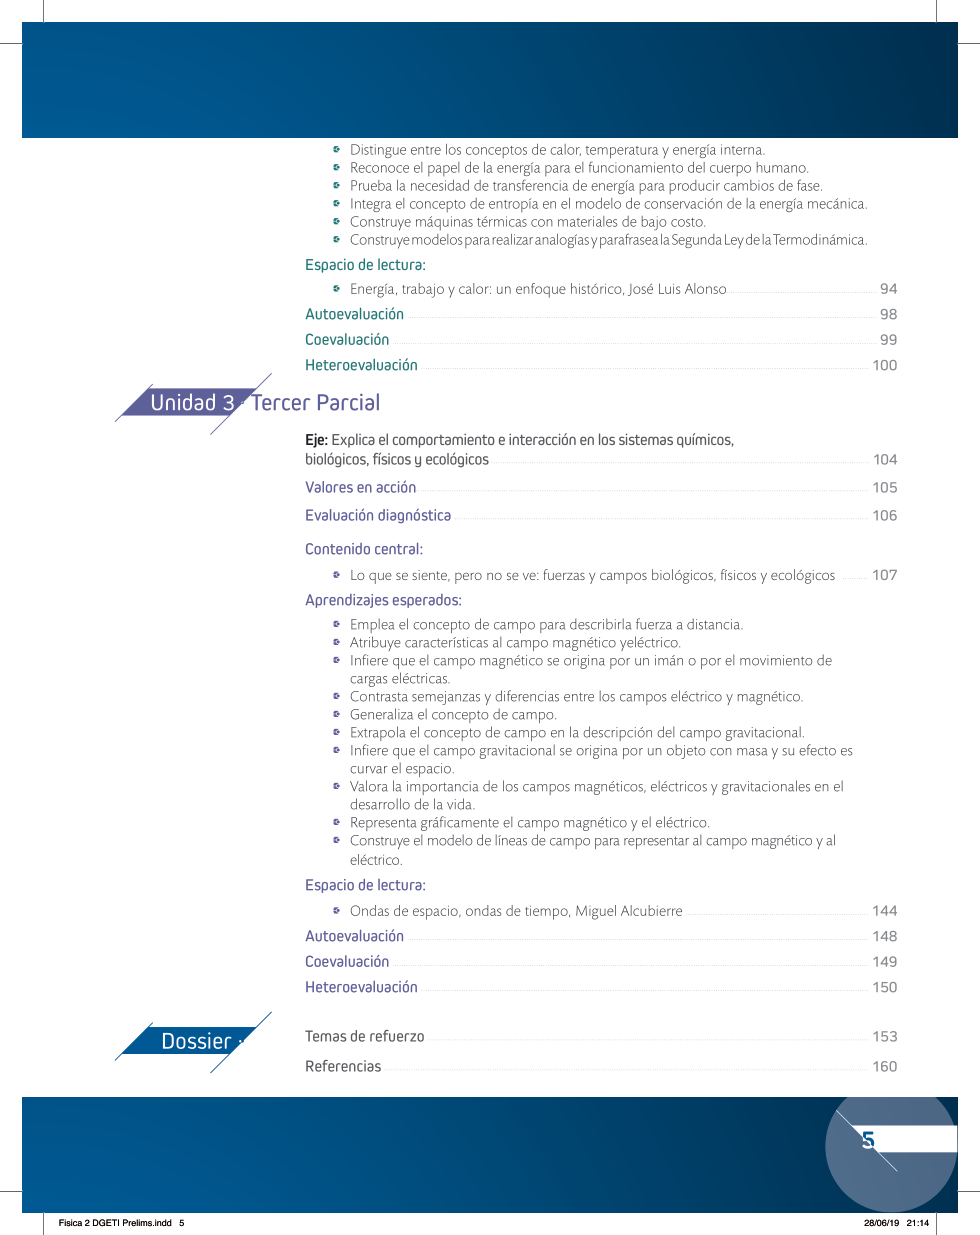 Distingue entre los conceptos de calor, temperatura y energía interna.
Reconoce el papel de la energía para el funcionamiento del cuerpo humano.
Prueba la necesidad de transferencia de energía para producir cambios de fase.
Integra el concepto de entropía en el modelo de conservación de la energía mecánica.
Construye máquinas térmicas con materiales de bajo costo.
Construye modelos para realizar analogías y parafrasea la Segunda Ley de la Termodinámica.
Espacio de lectura:
Energía, trabajo y calor: un enfoque histórico, José Luis Alonso 94
Autoevaluación 98
Coevaluación 99
Heteroevaluación 100
Unidad 3 · Tercer Parcial
Eje: Explica el comportamiento e interacción en los sistemas químicos,
biológicos, físicos y ecológicos 104
Valores en acción 105
Evaluación diagnóstica 106
Contenido central:
Lo que se siente, pero no se ve: fuerzas y campos biológicos, físicos y ecológicos 107
Aprendizajes esperados:
Emplea el concepto de campo para describirla fuerza a distancia.
Atribuye características al campo magnético yeléctrico.
Infiere que el campo magnético se origina por un imán o por el movimiento de
cargas eléctricas.
Contrasta semejanzas y diferencias entre los campos eléctrico y magnético.
Generaliza el concepto de campo.
Extrapola el concepto de campo en la descripción del campo gravitacional.
Infiere que el campo gravitacional se origina por un objeto con masa y su efecto es
curvar el espacio.
Valora la importancia de los campos magnéticos, eléctricos y gravitacionales en el
desarrollo de la vida.
Representa gráficamente el campo magnético y el eléctrico.
Construye el modelo de líneas de campo para representar al campo magnético y al
eléctrico.
Espacio de lectura:
Ondas de espacio, ondas de tiempo, Miguel Alcubierre 144
Autoevaluación 148
Coevaluación 149
Heteroevaluación 150
Dossier · Temas de refuerzo 153
Referencias 160
5
Fisica 2 DGETI Prelims.indd 5 28/06/19 21:14